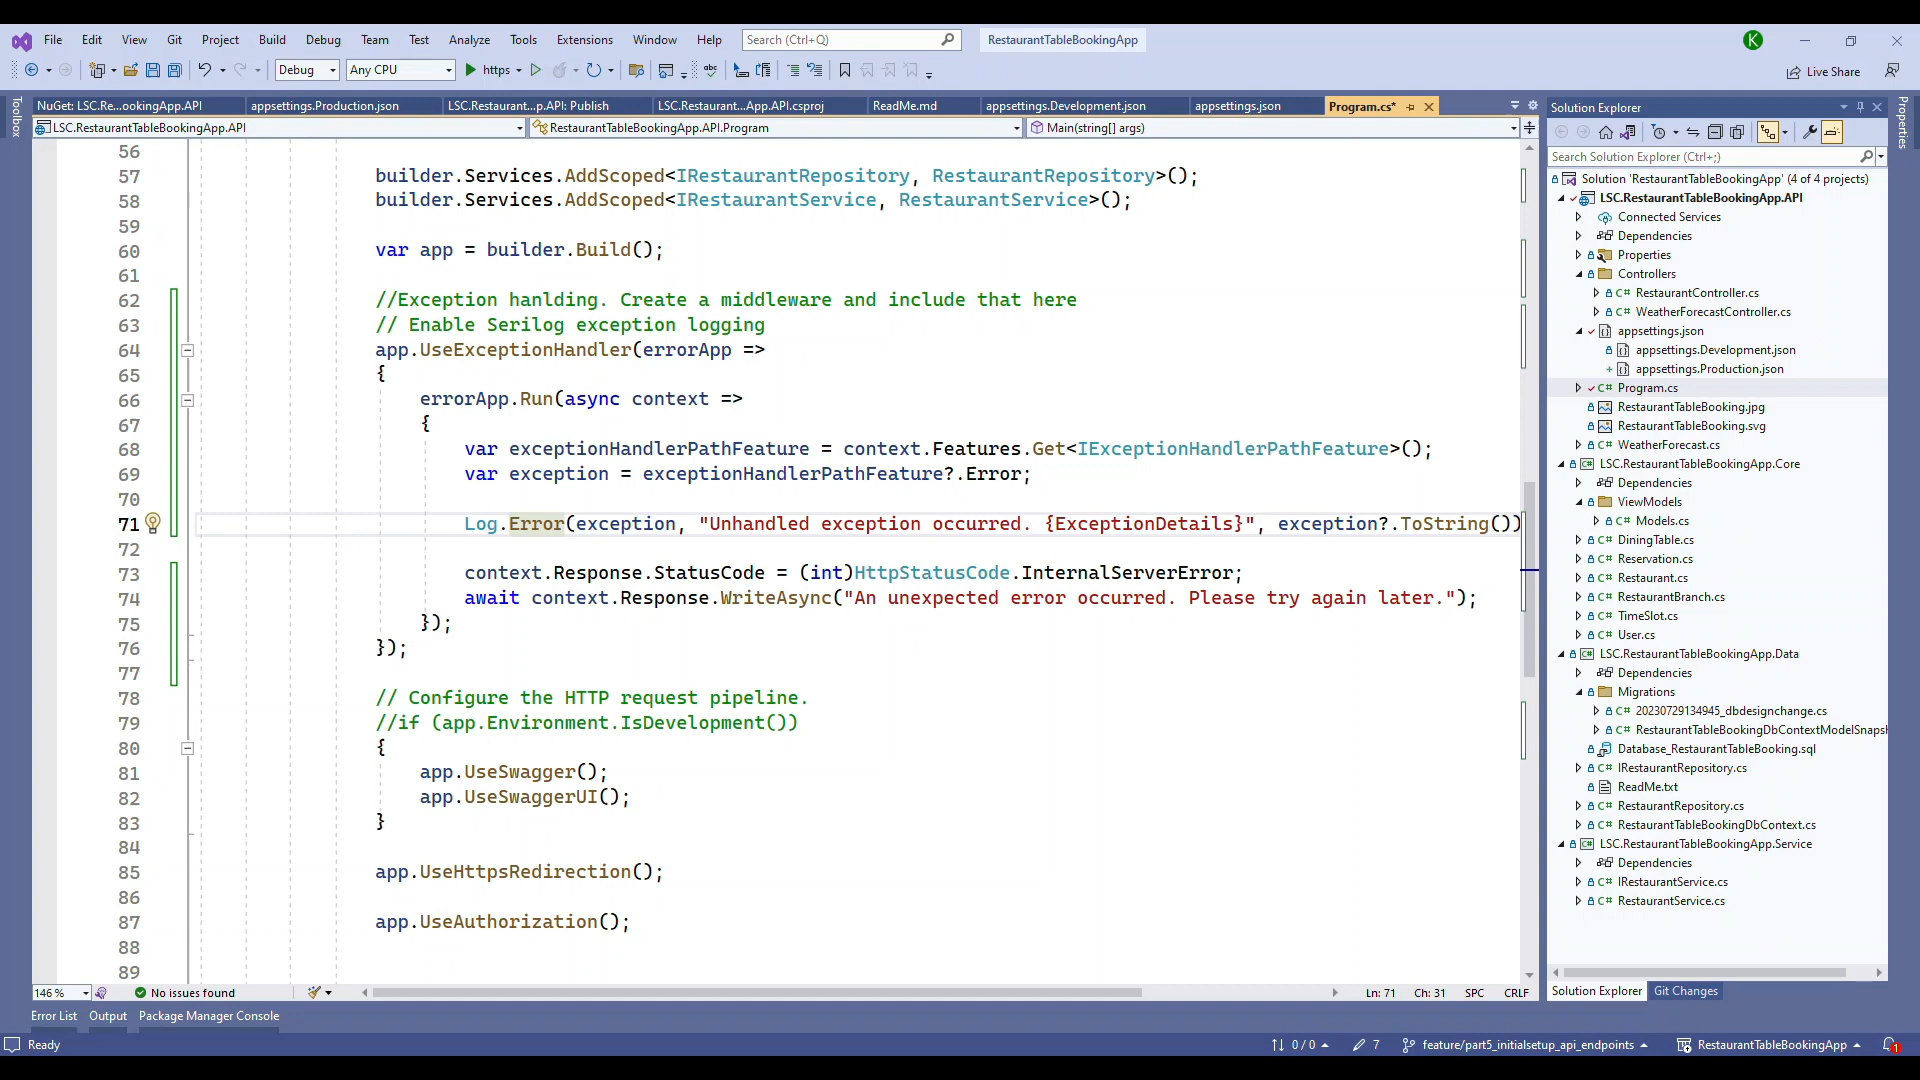 File Edit View Git Project Build Debug Team Test Analyze Tools Extensions Window Help Search (Ctrl+Q) RestaurantTableBookingApp K
Debug Any CPU https Live Share
Toolbox NuGet: LSC.Re...ookingApp.API appsettings.Production.json LSC.Restaurant...p.API: Publish LSC.Restaurant...App.API.csproj ReadMe.md appsettings.Development.json appsettings.json Program.cs* Solution Explorer Properties
LSC.RestaurantTableBookingApp.API RestaurantTableBookingApp.API.Program Main(string[] args)
56
57 builder.Services.AddScoped<IRestaurantRepository, RestaurantRepository>();
58 builder.Services.AddScoped<IRestaurantService, RestaurantService>();
59
60 var app = builder.Build();
61
62 //Exception hanlding. Create a middleware and include that here
63 // Enable Serilog exception logging
64 app.UseExceptionHandler(errorApp =>
65 {
66 errorApp.Run(async context =>
67 {
68 var exceptionHandlerPathFeature = context.Features.Get<IExceptionHandlerPathFeature>();
69 var exception = exceptionHandlerPathFeature?.Error;
70
71 Log.Error(exception, "Unhandled exception occurred. {ExceptionDetails}", exception?.ToString())
72
73 context.Response.StatusCode = (int)HttpStatusCode.InternalServerError;
74 await context.Response.WriteAsync("An unexpected error occurred. Please try again later.");
75 });
76 });
77
78 // Configure the HTTP request pipeline.
79 //if (app.Environment.IsDevelopment())
80 {
81 app.UseSwagger();
82 app.UseSwaggerUI();
83 }
84
85 app.UseHttpsRedirection();
86
87 app.UseAuthorization();
88
89
146 % No issues found Ln: 71 Ch: 31 SPC CRLF
Search Solution Explorer (Ctrl+;)
Solution 'RestaurantTableBookingApp' (4 of 4 projects)
LSC.RestaurantTableBookingApp.API
Connected Services
Dependencies
Properties
Controllers
C# RestaurantController.cs
C# WeatherForecastController.cs
appsettings.json
appsettings.Development.json
appsettings.Production.json
C# Program.cs
RestaurantTableBooking.jpg
RestaurantTableBooking.svg
C# WeatherForecast.cs
LSC.RestaurantTableBookingApp.Core
Dependencies
ViewModels
C# Models.cs
C# DiningTable.cs
C# Reservation.cs
C# Restaurant.cs
C# RestaurantBranch.cs
C# TimeSlot.cs
C# User.cs
LSC.RestaurantTableBookingApp.Data
Dependencies
Migrations
C# 20230729134945_dbdesignchange.cs
C# RestaurantTableBookingDbContextModelSnapsh
Database_RestaurantTableBooking.sql
C# IRestaurantRepository.cs
ReadMe.txt
C# RestaurantRepository.cs
C# RestaurantTableBookingDbContext.cs
LSC.RestaurantTableBookingApp.Service
Dependencies
C# IRestaurantService.cs
C# RestaurantService.cs
Solution Explorer Git Changes
Error List Output Package Manager Console
Ready 0 / 0 7 feature/part5_initialsetup_api_endpoints RestaurantTableBookingApp 1